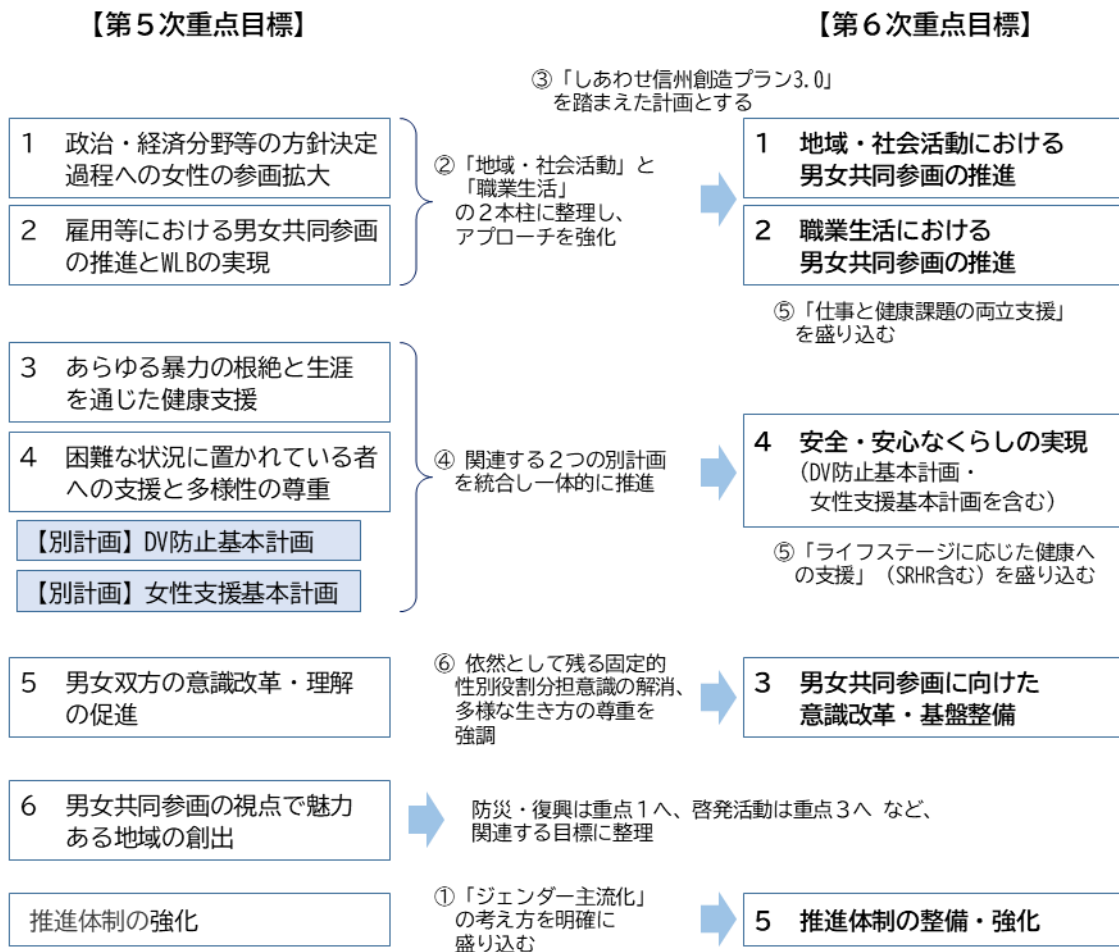 【第５次重点目標】
【第６次重点目標】
③「しあわせ信州創造プラン3.0」
を踏まえた計画とする
1 政治・経済分野等の方針決定
過程への女性の参画拡大
2 雇用等における男女共同参画
の推進とWLBの実現
②「地域・社会活動」と
「職業生活」
の２本柱に整理し、
アプローチを強化
1 地域・社会活動における
男女共同参画の推進
2 職業生活における
男女共同参画の推進
⑤「仕事と健康課題の両立支援」
を盛り込む
3 あらゆる暴力の根絶と生涯
を通じた健康支援
4 困難な状況に置かれている者
への支援と多様性の尊重
【別計画】DV防止基本計画
【別計画】女性支援基本計画
④ 関連する２つの別計画
を統合し一体的に推進
4 安全・安心なくらしの実現
（DV防止基本計画・
女性支援基本計画を含む）
⑤「ライフステージに応じた健康へ
の支援」（SRHR含む）を盛り込む
5 男女双方の意識改革・理解
の促進
⑥ 依然として残る固定的
性別役割分担意識の解消、
多様な生き方の尊重を
強調
3 男女共同参画に向けた
意識改革・基盤整備
6 男女共同参画の視点で魅力
ある地域の創出
防災・復興は重点１へ、啓発活動は重点３へ など、
関連する目標に整理
推進体制の強化
①「ジェンダー主流化」
の考え方を明確に
盛り込む
5 推進体制の整備・強化